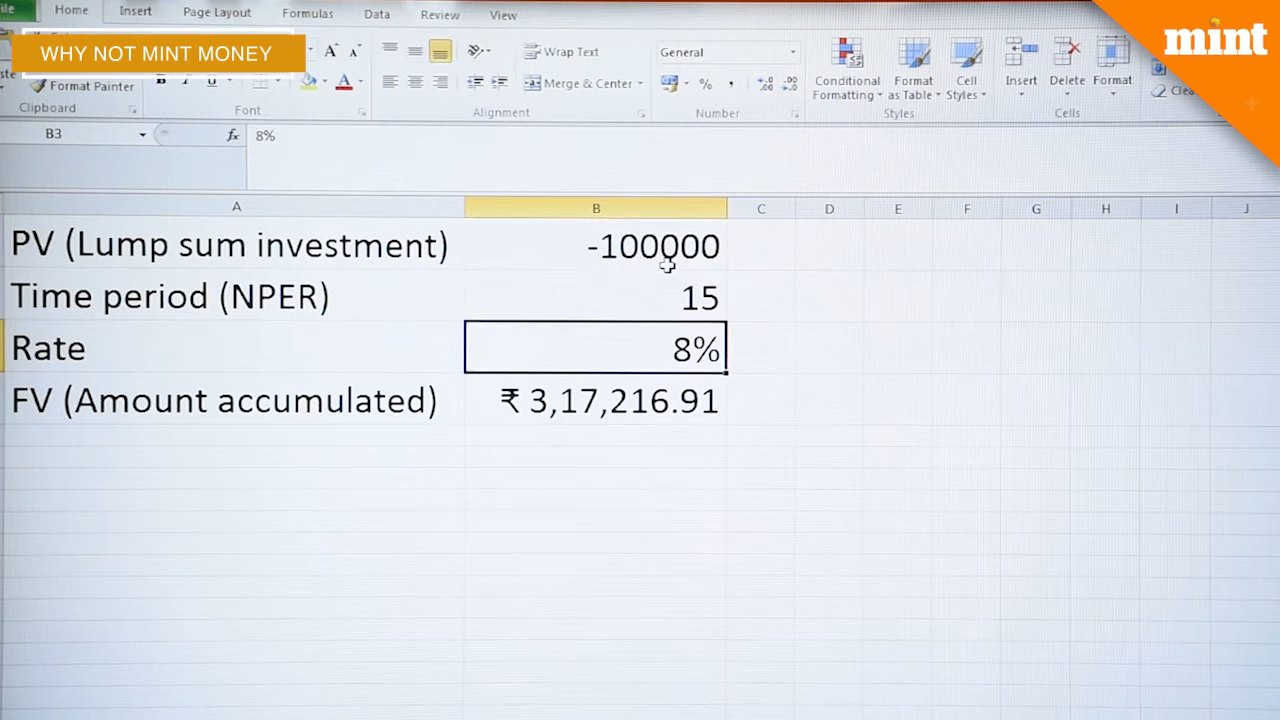 ile Home Insert Page Layout Formulas Data Review View
WHY NOT MINT MONEY
mint
Wrap Text General
Format Painter B I U A Merge & Center % , Conditional Formatting Format as Table Cell Styles Insert Delete Format
Clipboard Font Alignment Number Styles Cells
B3 fx 8%
A B C D E F G H I J
PV (Lump sum investment) -100000
Time period (NPER) 15
Rate 8%
FV (Amount accumulated) ₹ 3,17,216.91